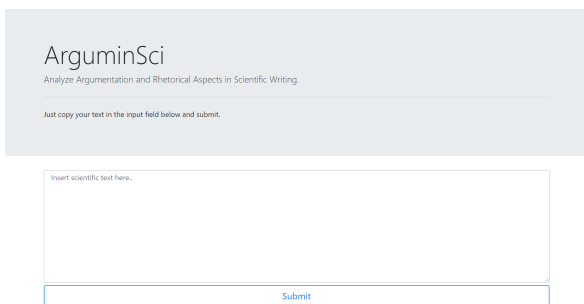 ArguminSci
Analyze Argumentation and Rhetorical Aspects in Scientific Writing.
Just copy your text in the input field below and submit.
Insert scientific text here..
Submit